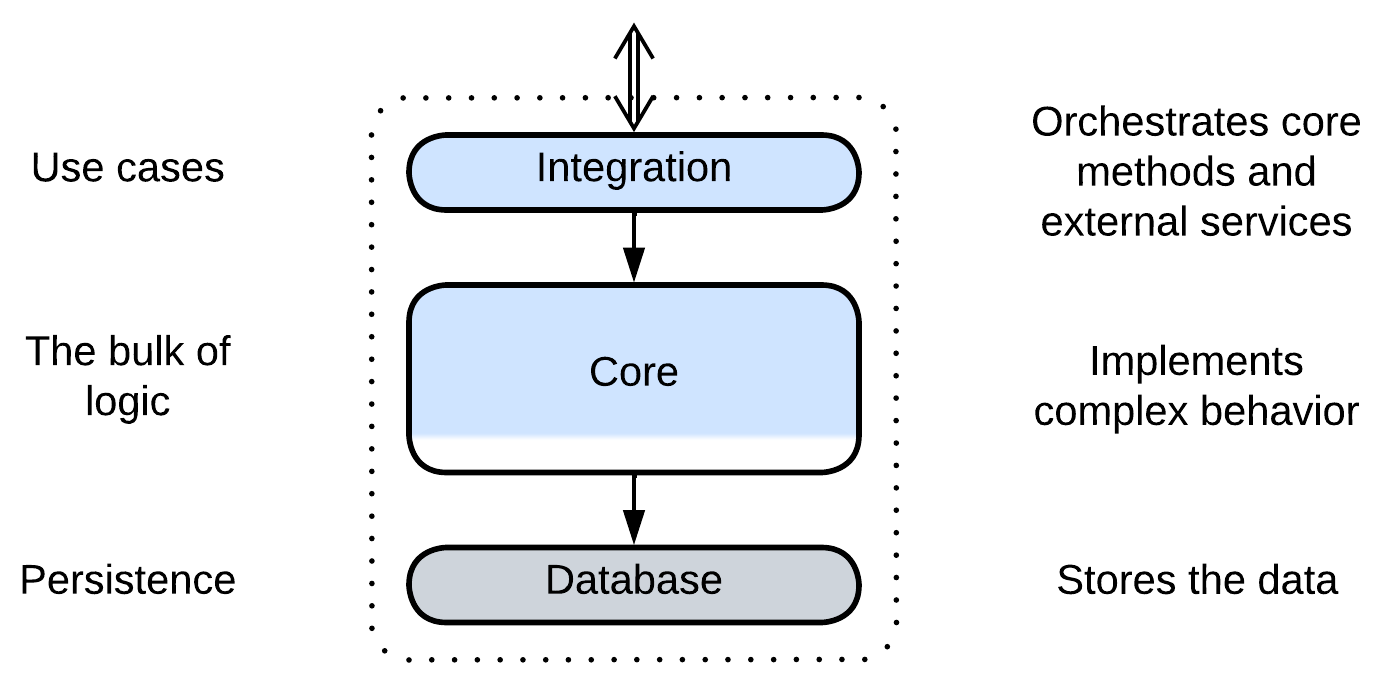 Use cases
Integration
Orchestrates core
methods and
external services
The bulk of
logic
Core
Implements
complex behavior
Persistence
Database
Stores the data